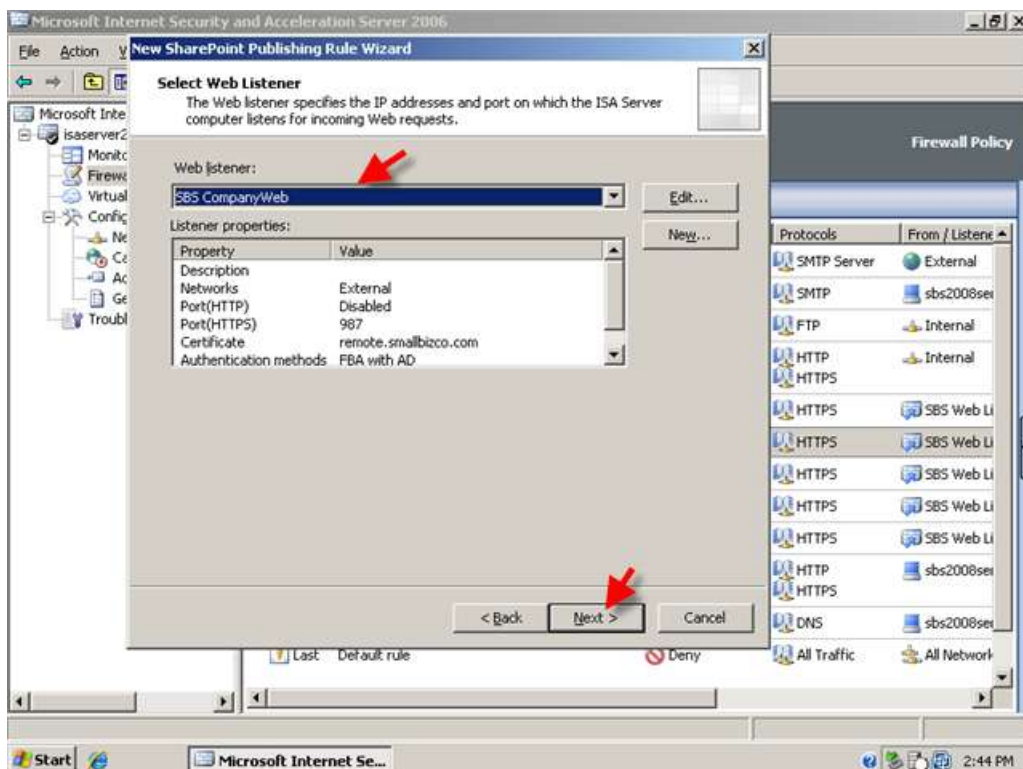 Microsoft Internet Security and Acceleration Server 2006
File Action V
New SharePoint Publishing Rule Wizard
Select Web Listener
The Web listener specifies the IP addresses and port on which the ISA Server
computer listens for incoming Web requests.
Web listener:
SBS CompanyWeb
Edit...
New...
Listener properties:
Property Value
Description
Networks External
Port(HTTP) Disabled
Port(HTTPS) 987
Certificate remote.smallbizco.com
Authentication methods FBA with AD
< Back Next > Cancel
Microsoft Inte
isaserver2
Monitc
Firewa
Virtual
Config
Ne
Ca
Ac
Ge
Troubl
Firewall Policy
Protocols From / Listene
SMTP Server External
SMTP sbs2008ser
FTP Internal
HTTP Internal
HTTPS
HTTPS SBS Web Li
HTTPS SBS Web Li
HTTPS SBS Web Li
HTTPS SBS Web Li
HTTPS SBS Web Li
HTTP sbs2008ser
HTTPS
DNS sbs2008ser
Last Default rule Deny All Traffic All Network
Start Microsoft Internet Se... 2:44 PM